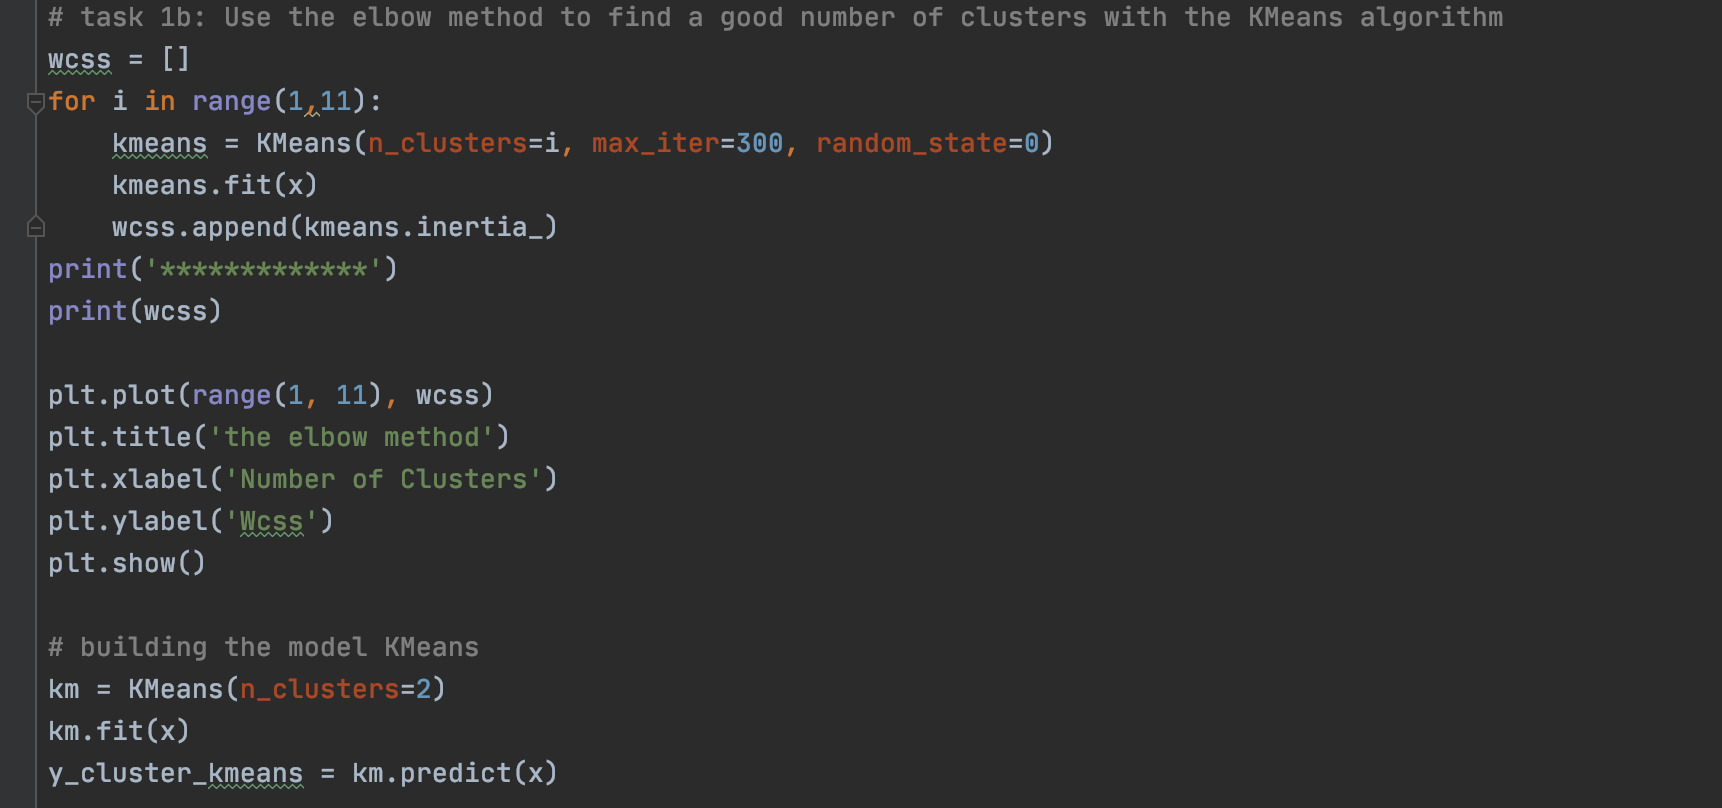 # task 1b: Use the elbow method to find a good number of clusters with the KMeans algorithm
wcss = []
for i in range(1,11):
    kmeans = KMeans(n_clusters=i, max_iter=300, random_state=0)
    kmeans.fit(x)
    wcss.append(kmeans.inertia_)
print('*************')
print(wcss)

plt.plot(range(1, 11), wcss)
plt.title('the elbow method')
plt.xlabel('Number of Clusters')
plt.ylabel('Wcss')
plt.show()

# building the model KMeans
km = KMeans(n_clusters=2)
km.fit(x)
y_cluster_kmeans = km.predict(x)